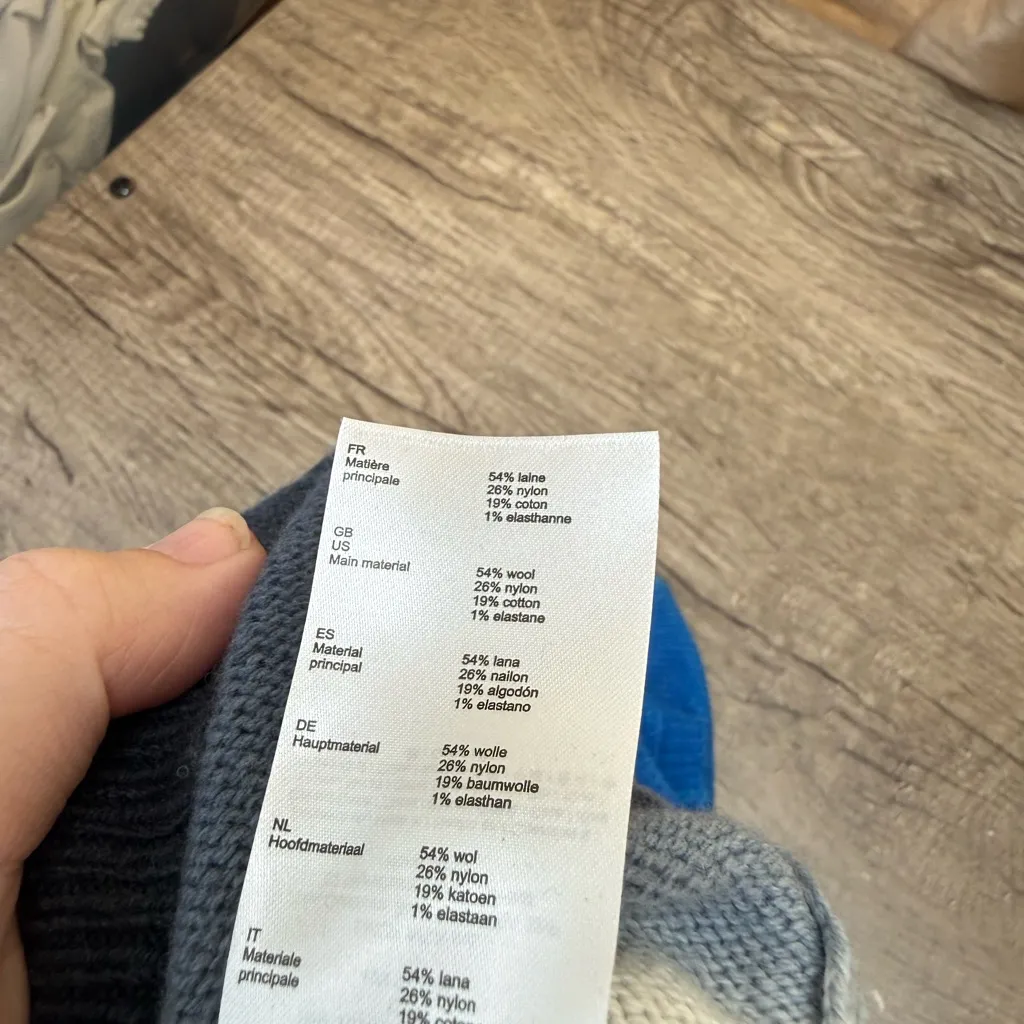 FR
Matière
principale
54% laine
26% nylon
19% coton
1% elasthanne
GB
US
Main material
54% wool
26% nylon
19% cotton
1% elastane
ES
Material
principal
54% lana
26% nailon
19% algodón
1% elastano
DE
Hauptmaterial
54% wolle
26% nylon
19% baumwolle
1% elasthan
NL
Hoofdmateriaal
54% wol
26% nylon
19% katoen
1% elastaan
IT
Materiale
principale
54% lana
26% nylon
19%